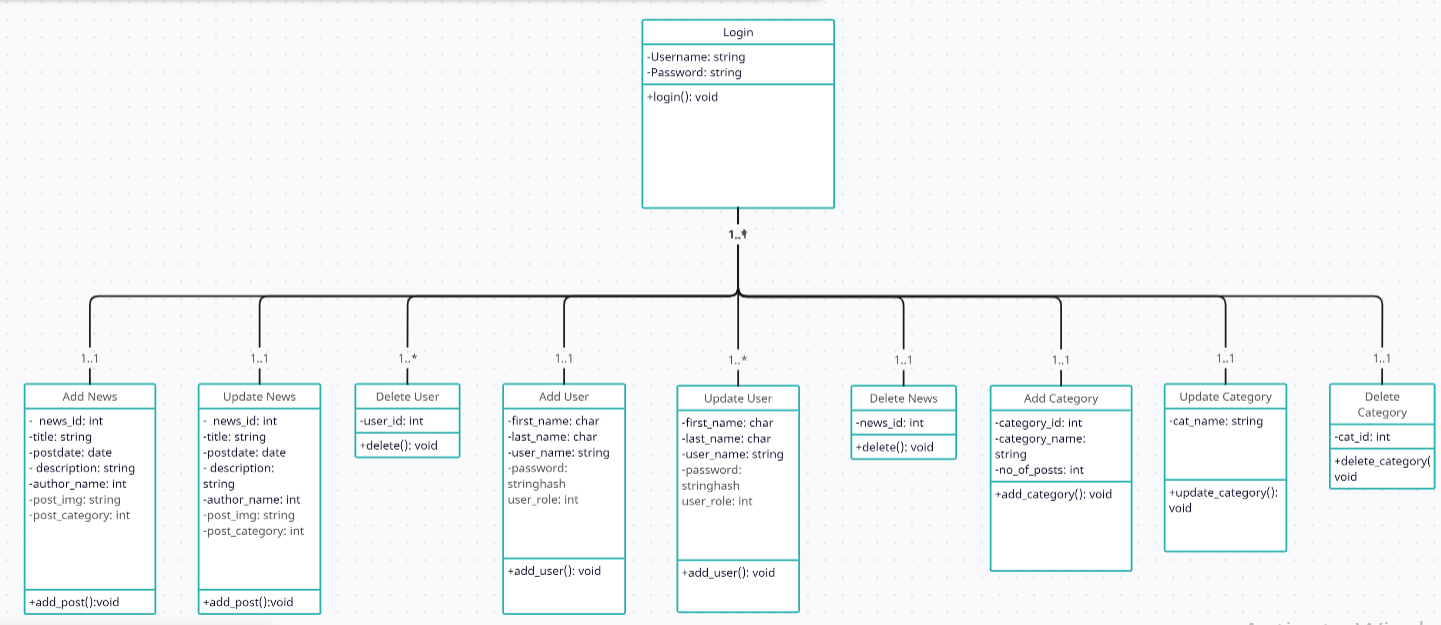 Login
-Username: string
-Password: string
+login(): void
1..*
1..1
1..1
1..*
1..1
1..*
1..1
1..1
1..1
1..1
Add News
- news_id: int
-title: string
-postdate: date
- description: string
-author_name: int
-post_img: string
-post_category: int
+add_post():void
Update News
- news_id: int
-title: string
-postdate: date
- description:
string
-author_name: int
-post_img: string
-post_category: int
+add_post():void
Delete User
-user_id: int
+delete(): void
Add User
-first_name: char
-last_name: char
-user_name: string
-password:
stringhash
user_role: int
+add_user(): void
Update User
-first_name: char
-last_name: char
-user_name: string
-password:
stringhash
user_role: int
+add_user(): void
Delete News
-news_id: int
+delete(): void
Add Category
-category_id: int
-category_name:
string
-no_of_posts: int
+add_category(): void
Update Category
-cat_name: string
+update_category():
void
Delete
Category
-cat_id: int
+delete_category(
void